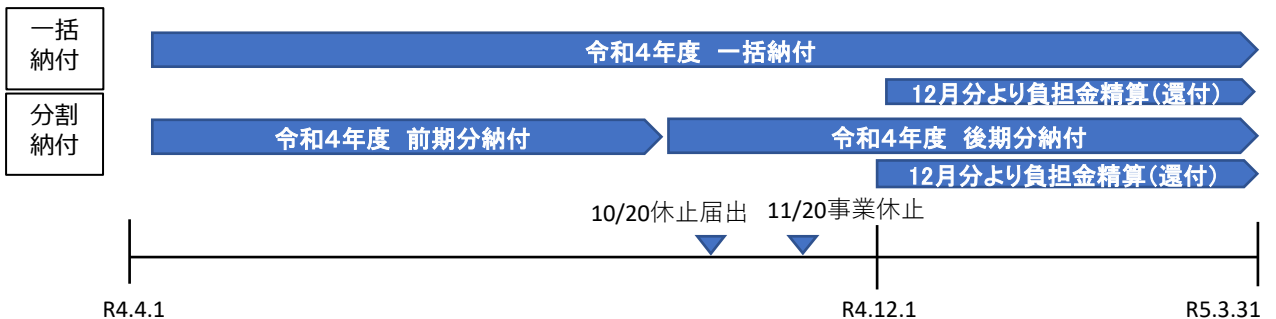 一括
納付
令和４年度　一括納付
12月分より負担金精算（還付）
分割
納付
令和4年度　前期分納付
令和4年度　後期分納付
12月分より負担金精算（還付）
10/20休止届出
11/20事業休止
R4.4.1
R4.12.1
R5.3.31